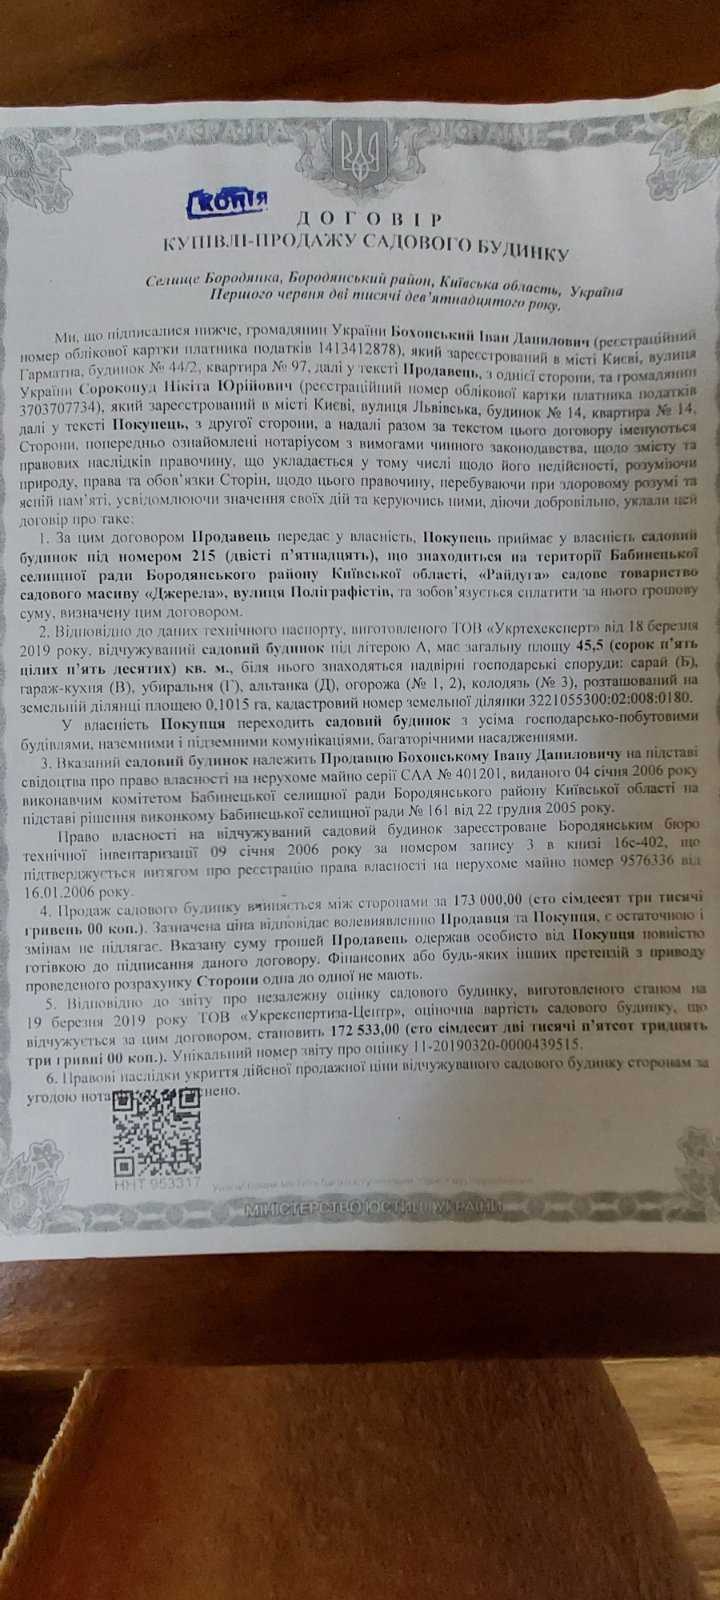 УКРАЇНА UKRAINE
КОПІЯ
ДОГОВІР
КУПІВЛІ-ПРОДАЖУ САДОВОГО БУДИНКУ
Селище Бородянка, Бородянський район, Київська область, Україна
Першого червня дві тисячі дев'ятнадцятого року.
Ми, що підписалися нижче, громадянин України Бохонський Іван Данилович (реєстраційний
номер облікової картки платника податків 1413412878), який зареєстрований в місті Києві, вулиця
Гарматна, будинок № 44/2, квартира № 97, далі у тексті Продавець, з однієї сторони, та громадянин
України Сорокопуд Нікіта Юрійович (реєстраційний номер облікової картки платника податків
3703707734), який зареєстрований в місті Києві, вулиця Львівська, будинок № 14, квартира № 14,
далі у тексті Покупець, з другої сторони, а надалі разом за текстом цього договору іменуються
Сторони, попередньо ознайомлені нотаріусом з вимогами чинного законодавства, щодо змісту та
правових наслідків правочину, що укладається у тому числі щодо його недійсності, розуміючи
природу, права та обов'язки Сторін, щодо цього правочину, перебуваючи при здоровому розумі та
ясній пам'яті, усвідомлюючи значення своїх дій та керуючись ними, діючи добровільно, уклали цей
договір про таке:
1. За цим договором Продавець передає у власність, Покупець приймає у власність садовий
будинок під номером 215 (двісті п'ятнадцять), що знаходиться на території Бабинецької
селищної ради Бородянського району Київської області, «Райдуга» садове товариство
садового масиву «Джерела», вулиця Поліграфістів, та зобов'язується сплатити за нього грошову
суму, визначену цим договором.
2. Відповідно до даних технічного паспорту, виготовленого ТОВ «Укртехексперт» від 18 березня
2019 року, відчужуваний садовий будинок під літерою А, має загальну площу 45,5 (сорок п'ять
цілих п'ять десятих) кв. м., біля нього знаходяться надвірні господарські споруди: сарай (Б),
гараж-кухня (В), убиральня (Г), альтанка (Д), огорожа (№ 1, 2), колодязь (№ 3), розташований на
земельній ділянці площею 0,1015 га, кадастровий номер земельної ділянки 3221055300:02:008:0180.
У власність Покупця переходить садовий будинок з усіма господарсько-побутовими
будівлями, наземними і підземними комунікаціями, багаторічними насадженнями.
3. Вказаний садовий будинок належить Продавцю Бохонському Івану Даниловичу на підставі
свідоцтва про право власності на нерухоме майно серії САА № 401201, виданого 04 січня 2006 року
виконавчим комітетом Бабинецької селищної ради Бородянського району Київської області на
підставі рішення виконкому Бабинецької селищної ради № 161 від 22 грудня 2005 року.
Право власності на відчужуваний садовий будинок зареєстроване Бородянським бюро
технічної інвентаризації 09 січня 2006 року за номером запису 3 в книзі 16с-402, що
підтверджується витягом про реєстрацію права власності на нерухоме майно номер 9576336 від
16.01.2006 року.
4. Продаж садового будинку вчиняється між сторонами за 173 000,00 (сто сімдесят три тисячі
гривень 00 коп.). Зазначена ціна відповідає волевиявленню Продавця та Покупця, є остаточною і
змінам не підлягає. Вказану суму грошей Продавець одержав особисто від Покупця повністю
готівкою до підписання даного договору. Фінансових або будь-яких інших претензій з приводу
проведеного розрахунку Сторони одна до одної не мають.
5. Відповідно до звіту про незалежну оцінку садового будинку, виготовленого станом на
19 березня 2019 року ТОВ «Укрекспертиза-Центр», оціночна вартість садового будинку, що
відчужується за цим договором, становить 172 533,00 (сто сімдесят дві тисячі п'ятсот тридцять
три гривні 00 коп.). Унікальний номер звіту про оцінку 11-20190320-0000439515.
6. Правові наслідки укриття дійсної продажної ціни відчужуваного садового будинку сторонам за
угодою
ННТ 953317
МІНІСТЕРСТВО ЮСТИЦІЇ УКРАЇНИ